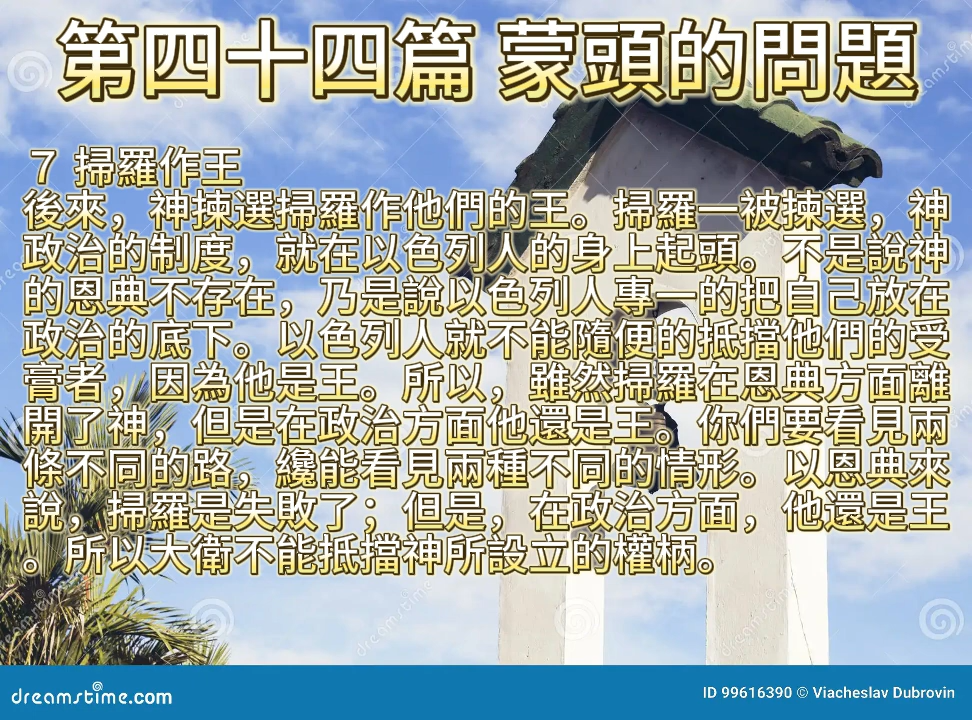 第四十四篇 蒙頭的問題
7 掃羅作王
後來，神揀選掃羅作他們的王。掃羅一被揀選，神
政治的制度，就在以色列人的身上起頭。不是說神
的恩典不存在，乃是說以色列人專一的把自己放在
政治的底下。以色列人就不能隨便的抵擋他們的受
膏者，因為他是王。所以，雖然掃羅在恩典方面離
開了神，但是在政治方面他還是王。你們要看見兩
條不同的路，纔能看見兩種不同的情形。以恩典來
說，掃羅是失敗了；但是，在政治方面，他還是王
。所以大衛不能抵擋神所設立的權柄。
dreamstime.com
ID 99616390 © Viacheslav Dubrovin